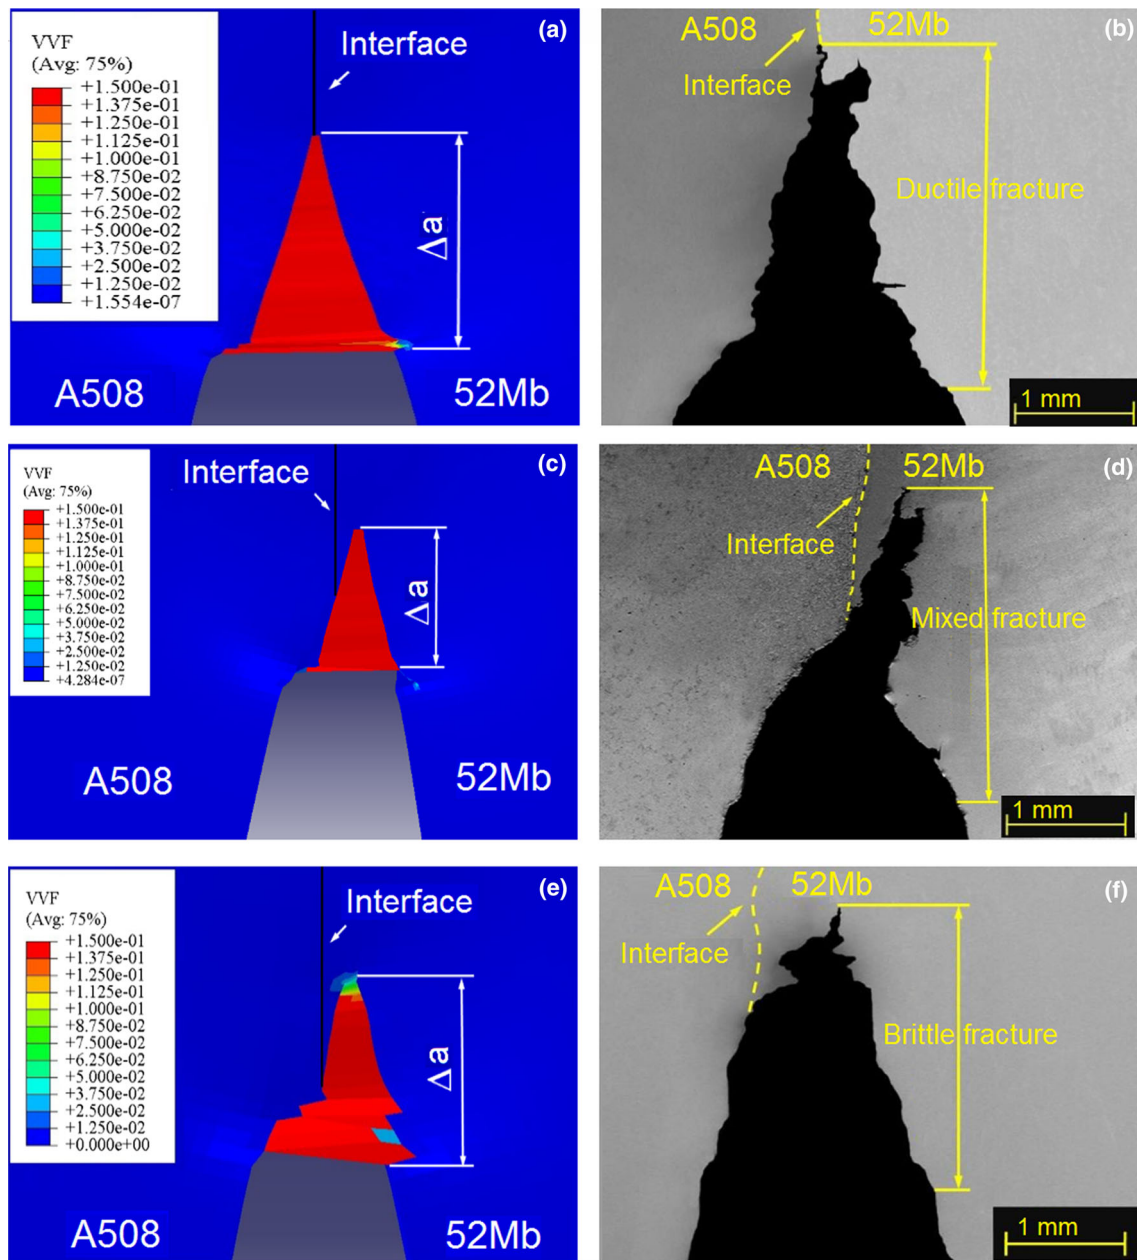 (a)
VVF
(Avg: 75%)
+1.500e-01
+1.375e-01
+1.250e-01
+1.125e-01
+1.000e-01
+8.750e-02
+7.500e-02
+6.250e-02
+5.000e-02
+3.750e-02
+2.500e-02
+1.250e-02
+1.554e-07
Interface
Δa
A508
52Mb
(b)
A508
52Mb
Interface
Ductile fracture
1 mm
(c)
VVF
(Avg: 75%)
+1.500e-01
+1.375e-01
+1.250e-01
+1.125e-01
+1.000e-01
+8.750e-02
+7.500e-02
+6.250e-02
+5.000e-02
+3.750e-02
+2.500e-02
+1.250e-02
+4.284e-07
Interface
Δa
A508
52Mb
(d)
A508
52Mb
Interface
Mixed fracture
1 mm
(e)
VVF
(Avg: 75%)
+1.500e-01
+1.375e-01
+1.250e-01
+1.125e-01
+1.000e-01
+8.750e-02
+7.500e-02
+6.250e-02
+5.000e-02
+3.750e-02
+2.500e-02
+1.250e-02
+0.000e+00
Interface
Δa
A508
52Mb
(f)
A508
52Mb
Interface
Brittle fracture
1 mm